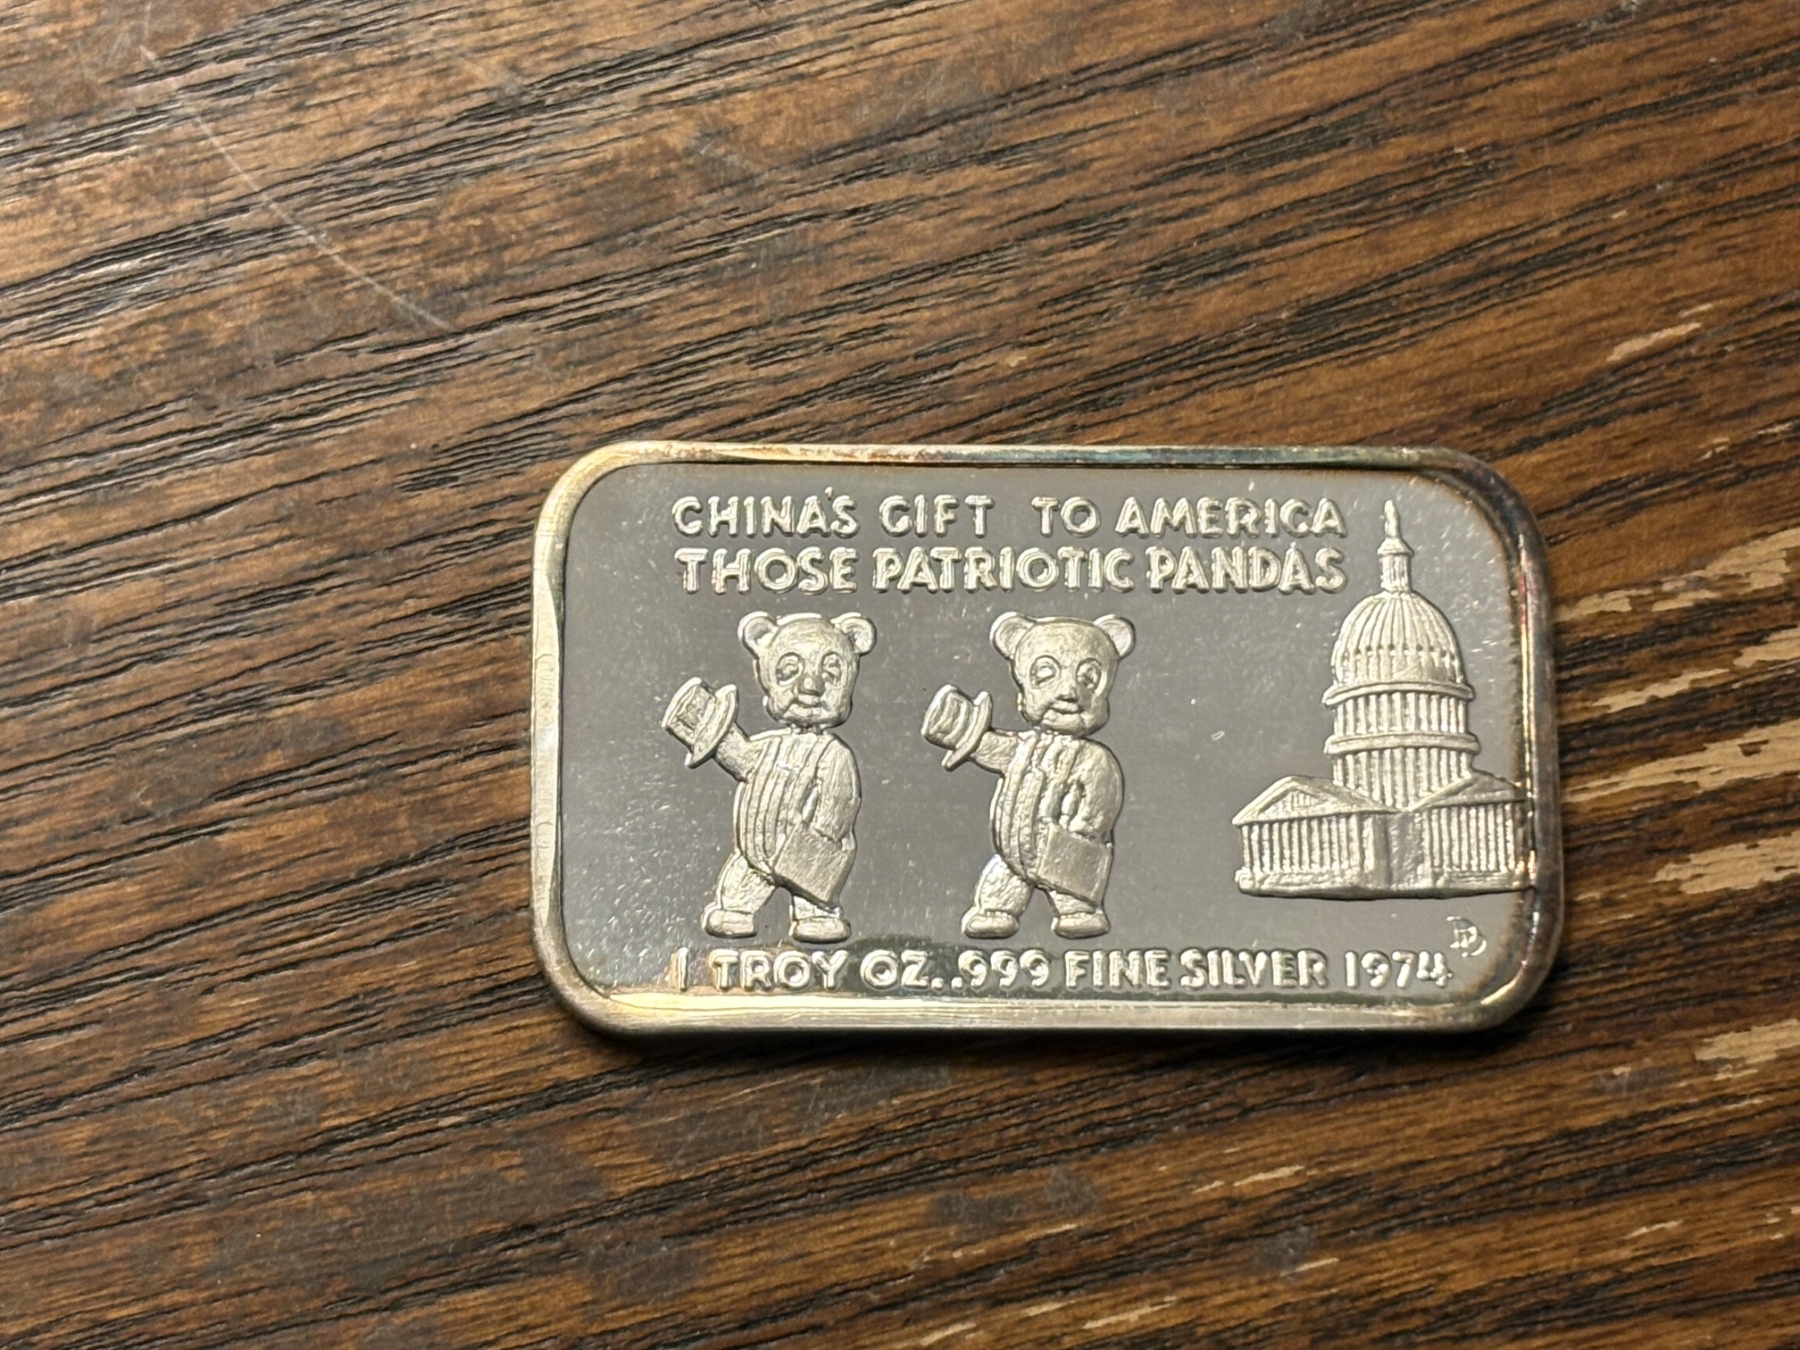 CHINA'S GIFT TO AMERICA
THOSE PATRIOTIC PANDAS
1 TROY OZ..999 FINE SILVER 1974